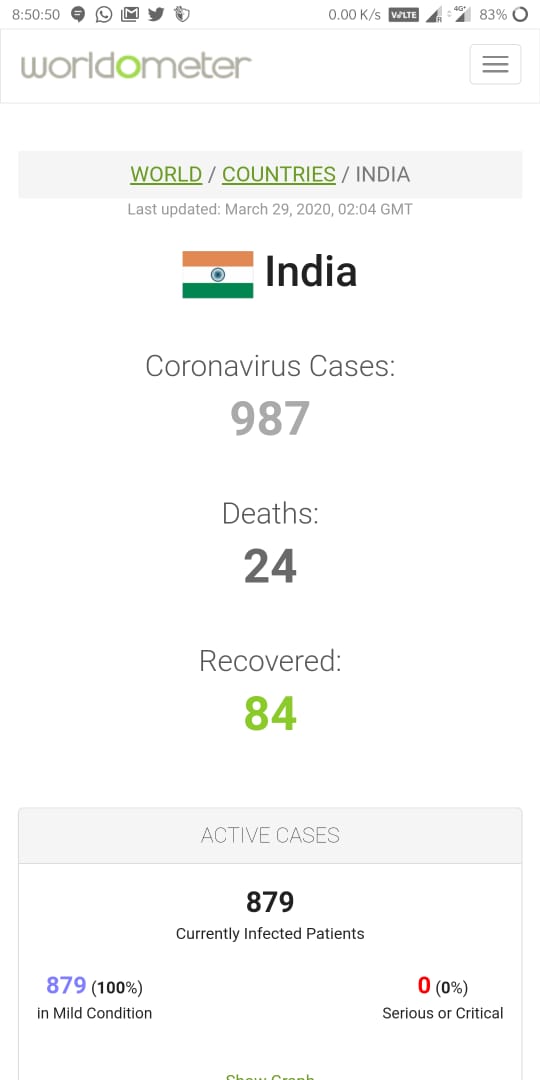 8:50:50 0.00 K/s VoLTE R 4G+ 83%
worldometer
WORLD / COUNTRIES / INDIA
Last updated: March 29, 2020, 02:04 GMT
India
Coronavirus Cases:
987
Deaths:
24
Recovered:
84
ACTIVE CASES
879
Currently Infected Patients
879 (100%) 0 (0%)
in Mild Condition Serious or Critical
Show Graph